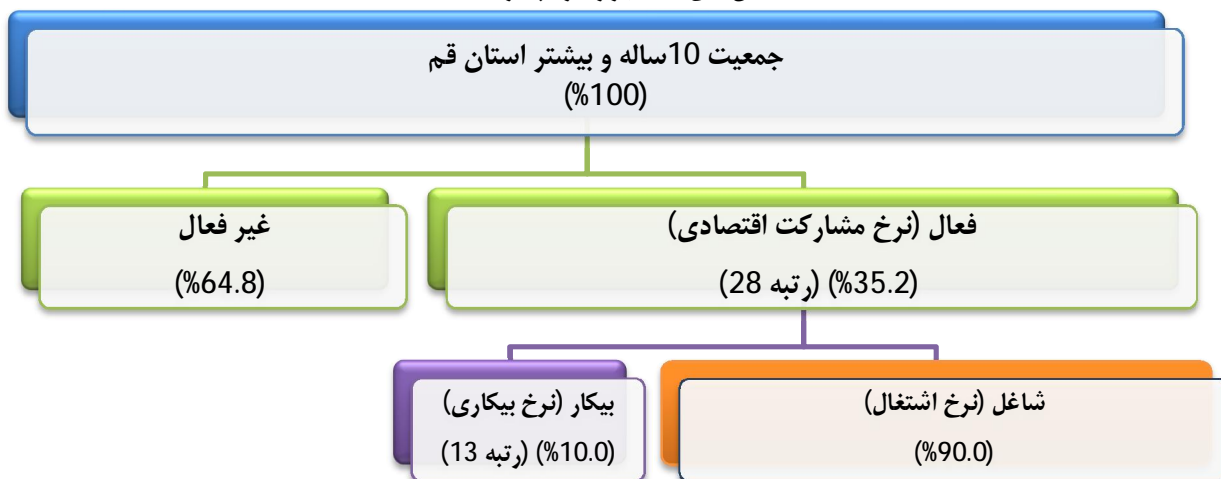 جمعیت 10ساله و بیشتر استان قم
(%100)
فعال (نرخ مشارکت اقتصادی)
(%35.2) (رتبه 28)
غیر فعال
(%64.8)
شاغل (نرخ اشتغال)
(%90.0)
بیکار (نرخ بیکاری)
(%10.0) (رتبه 13)